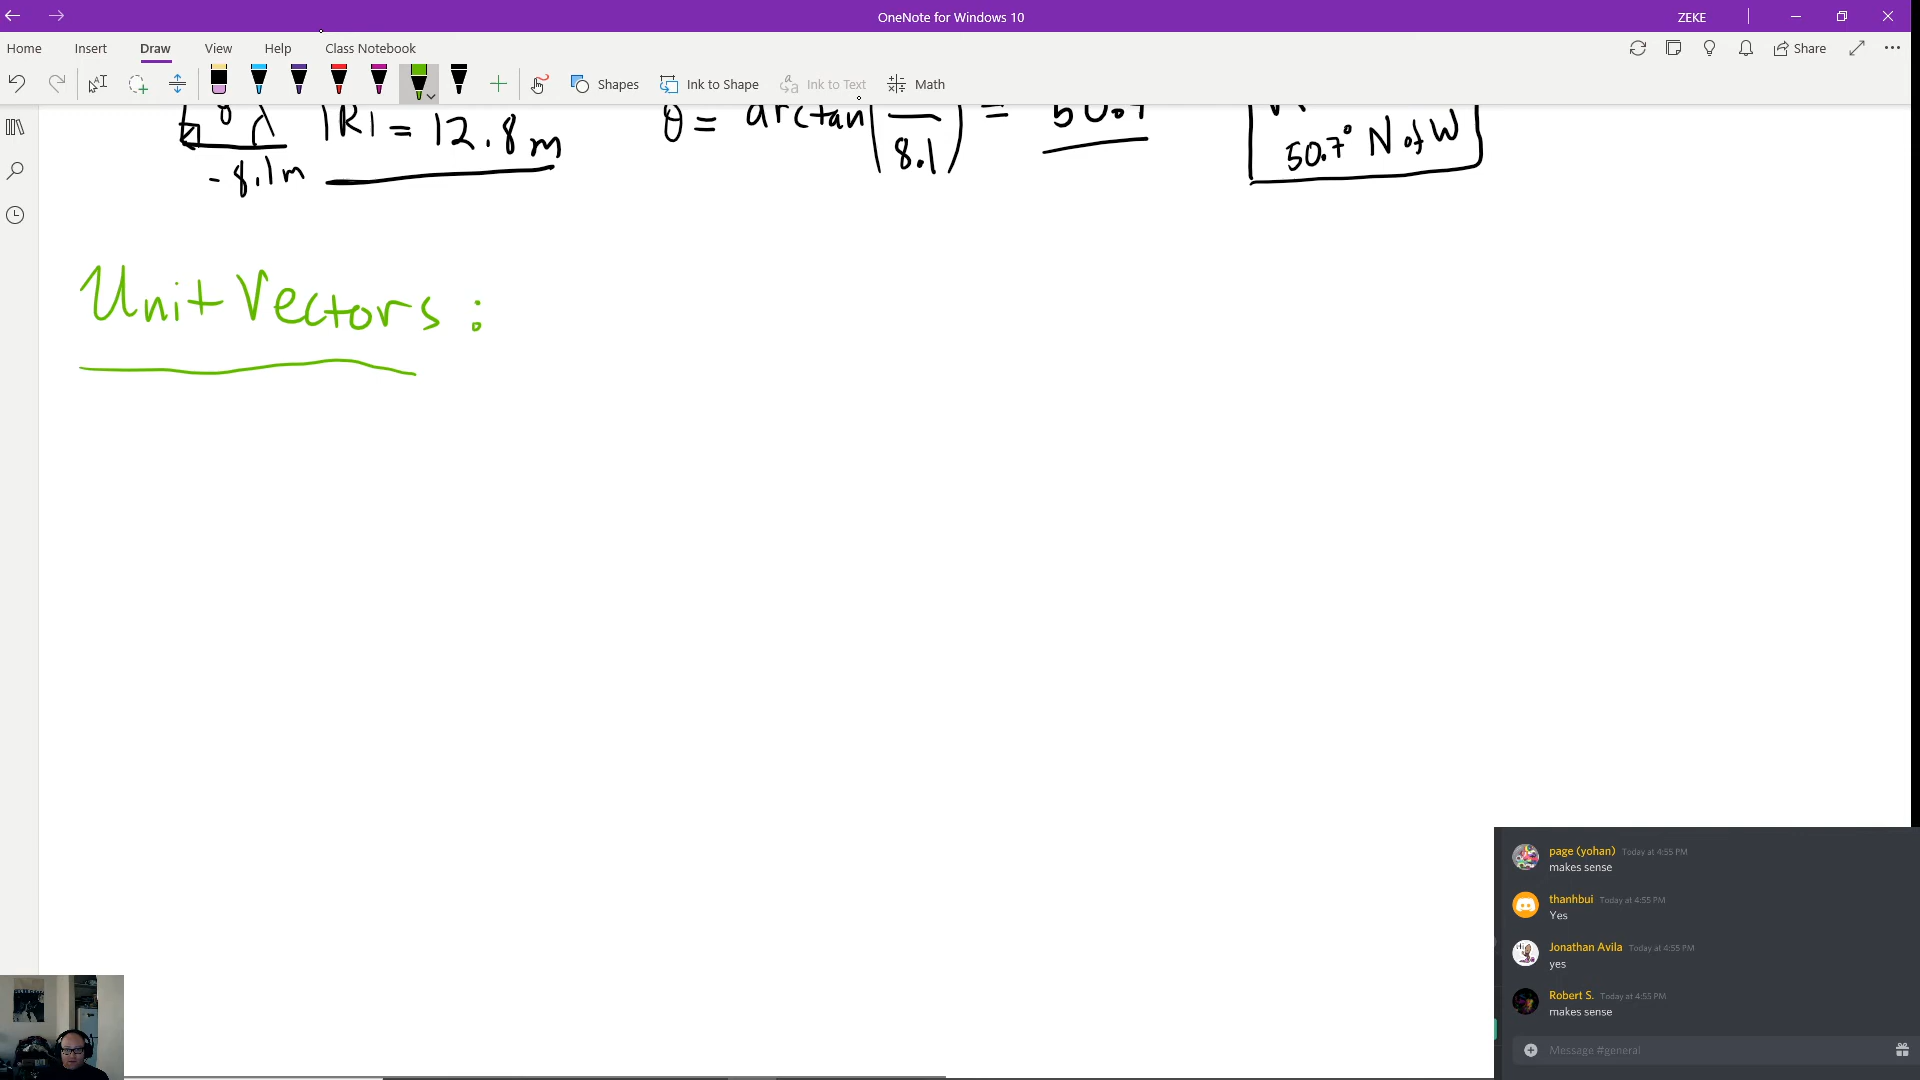 OneNote for Windows 10
ZEKE
Home Insert Draw View Help Class Notebook
Share
Shapes Ink to Shape Ink to Text Math
|R| = 12.8 m
-8.1m
θ = arctan( / 8.1) = 50.7
50.7° N of W
Unit Vectors :
page (yohan) Today at 4:55 PM
makes sense
thanhbui Today at 4:55 PM
Yes
Jonathan Avila Today at 4:55 PM
yes
Robert S. Today at 4:55 PM
makes sense
Message #general